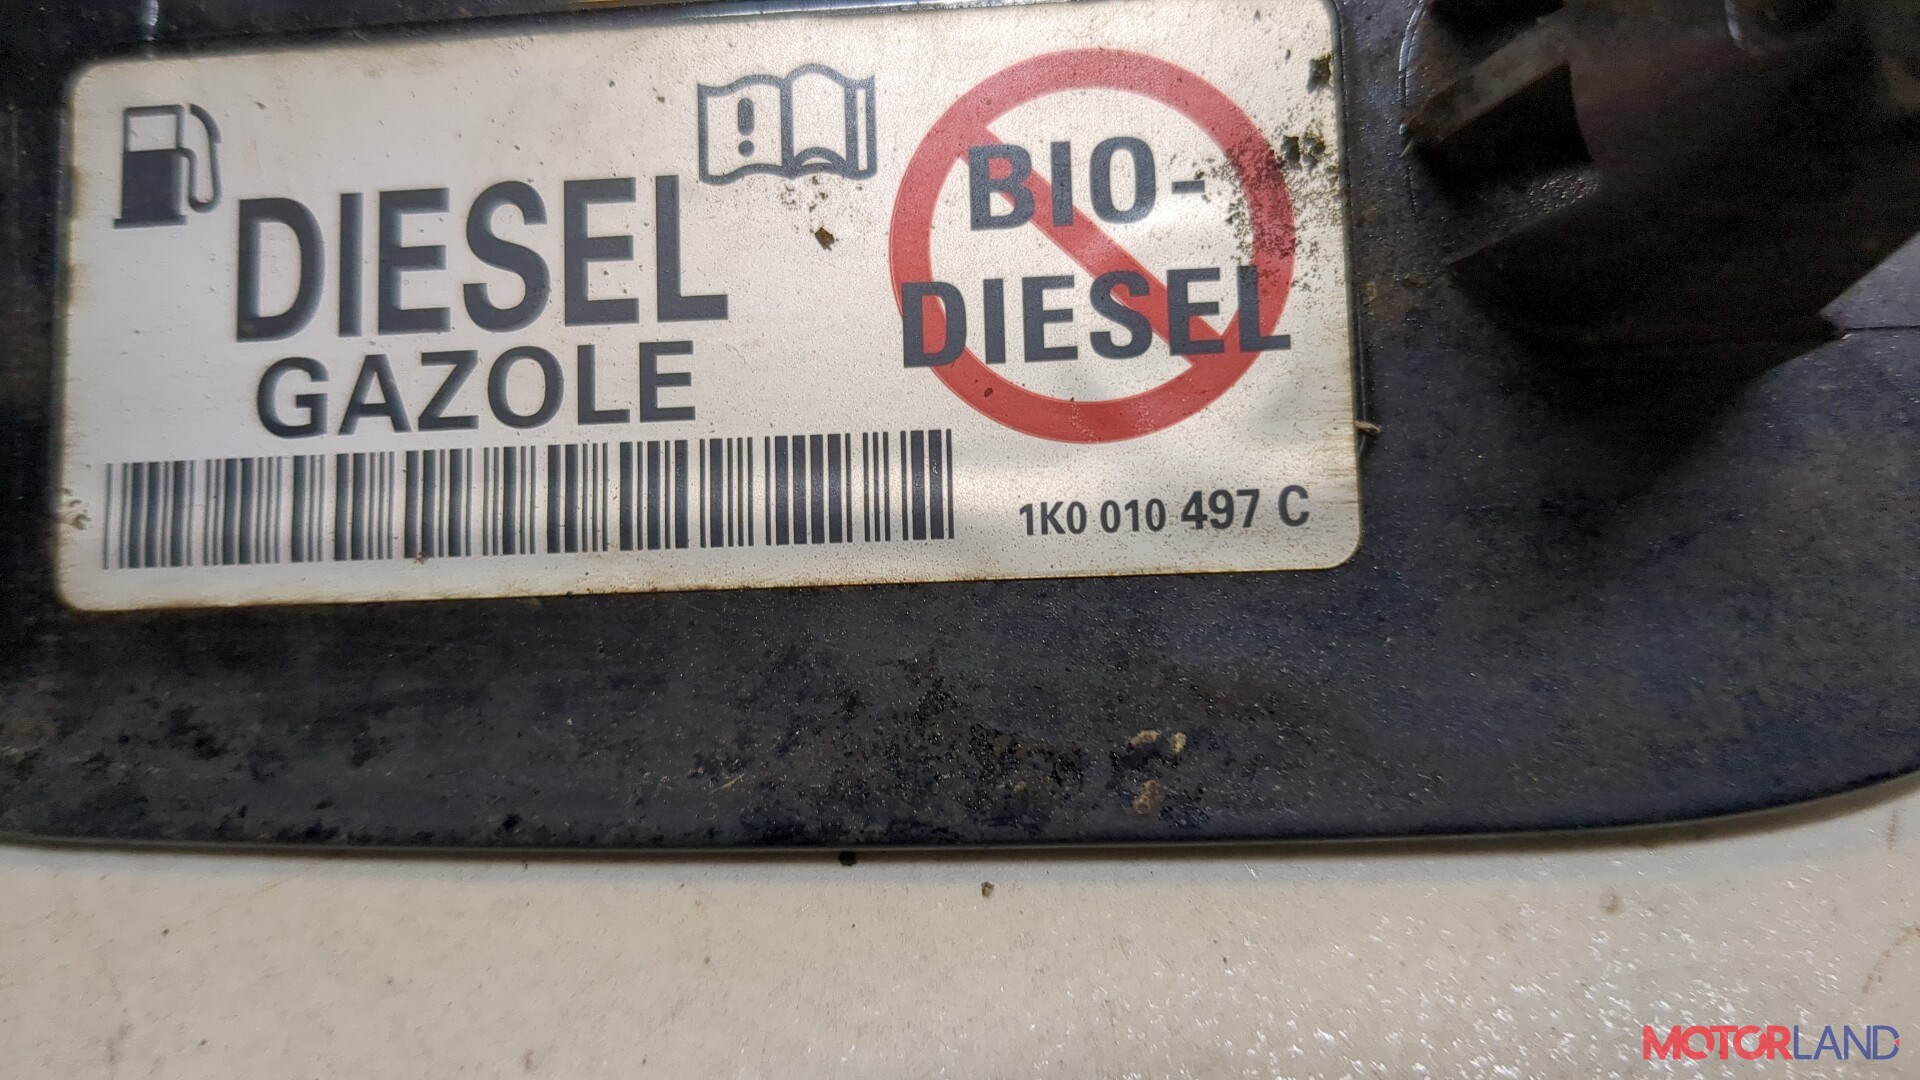 DIESEL
GAZOLE
BIO-
DIESEL
1K0 010 497 C
MOTORLAND